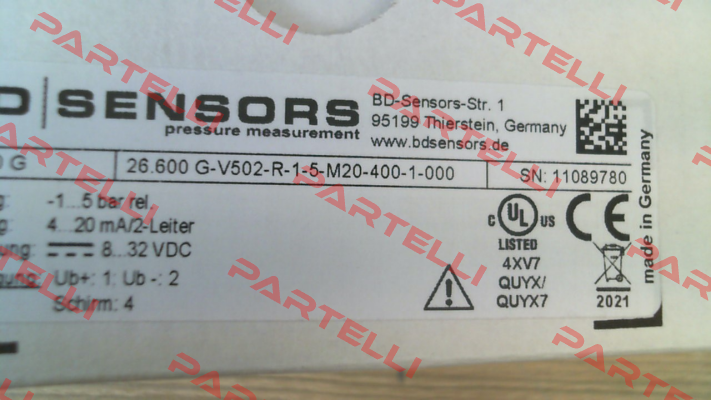 D|SENSORS
pressure measurement
BD-Sensors-Str. 1
95199 Thierstein, Germany
www.bdsensors.de
G
26.600 G-V502-R-1-5-M20-400-1-000
SN: 11089780
-1...5 bar rel.
4...20 mA/2-Leiter
8...32 VDC
Ub+: 1; Ub -: 2
Schirm: 4
C UL US
LISTED
4XV7
QUYX/
QUYX7
CE
2021
made in Germany
PARTELLI
PARTELLI
PARTELLI
PARTELLI
PARTELLI
PARTELLI
PARTELLI